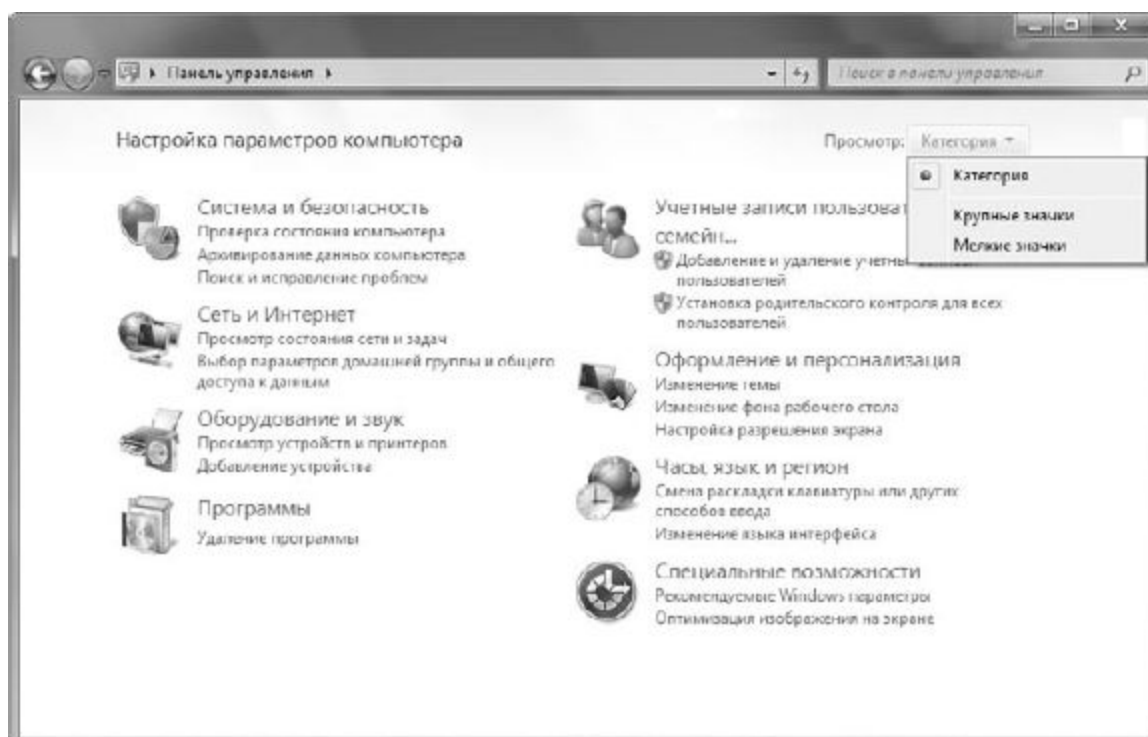 Панель управления
Поиск в панели управления
Настройка параметров компьютера
Просмотр: Категория
Категория
Крупные значки
Мелкие значки
Система и безопасность
Проверка состояния компьютера
Архивирование данных компьютера
Поиск и исправление проблем
Сеть и Интернет
Просмотр состояния сети и задач
Выбор параметров домашней группы и общего
доступа к данным
Оборудование и звук
Просмотр устройств и принтеров
Добавление устройства
Программы
Удаление программы
Учетные записи пользоват
семейн...
Добавление и удаление учетны
пользователей
Установка родительского контроля для всех
пользователей
Оформление и персонализация
Изменение темы
Изменение фона рабочего стола
Настройка разрешения экрана
Часы, язык и регион
Смена раскладки клавиатуры или других
способов ввода
Изменение языка интерфейса
Специальные возможности
Рекомендуемые Windows параметры
Оптимизация изображения на экране